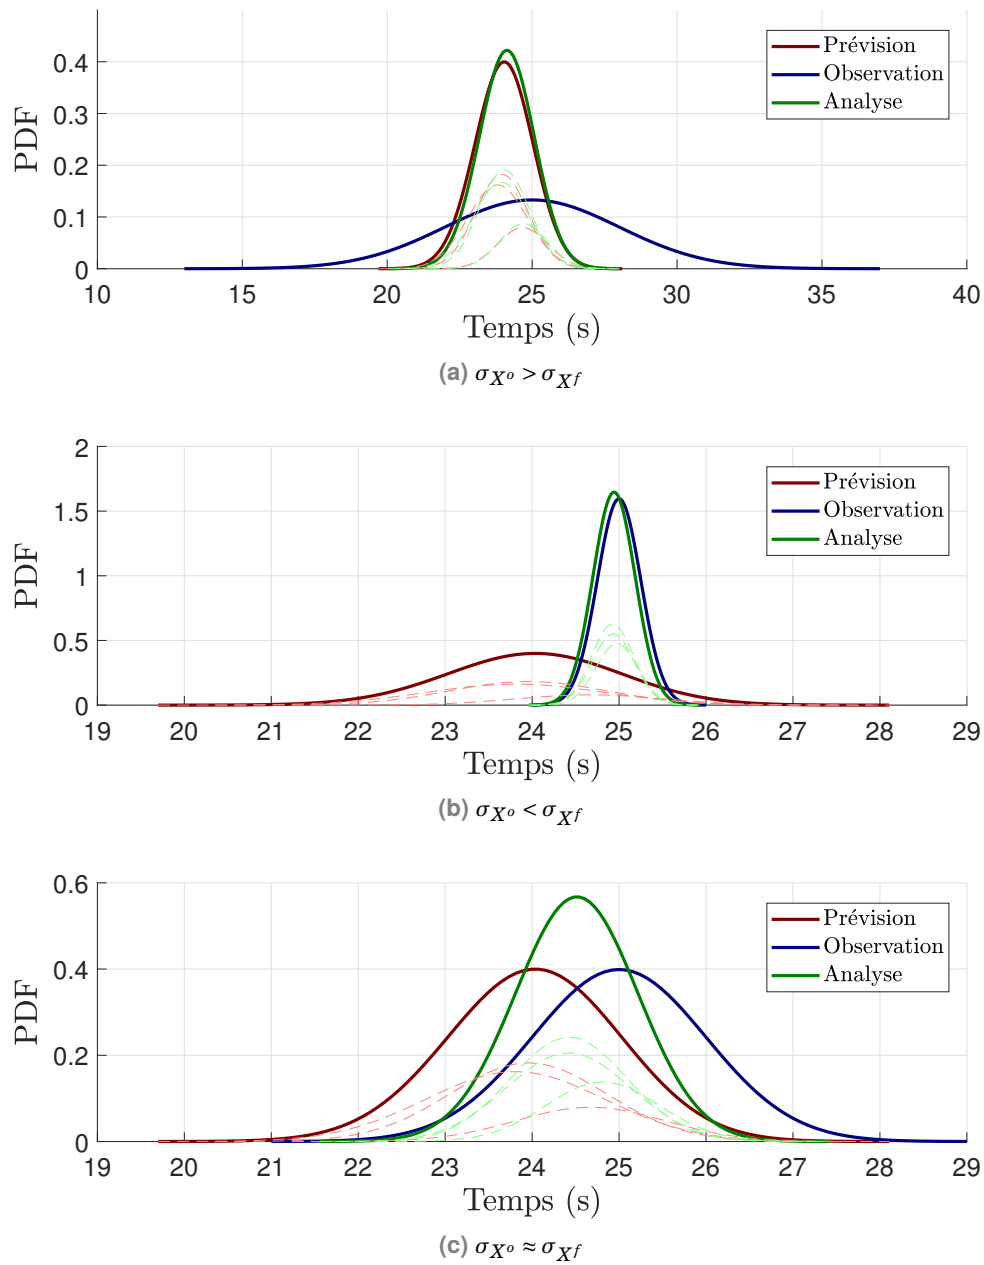 0.4
0.3
0.2
0.1
0
PDF
Prévision
Observation
Analyse
10 15 20 25 30 35 40
Temps (s)
(a) σ_{X^o} > σ_{X^f}
2
1.5
1
0.5
0
PDF
Prévision
Observation
Analyse
19 20 21 22 23 24 25 26 27 28 29
Temps (s)
(b) σ_{X^o} < σ_{X^f}
0.6
0.4
0.2
0
PDF
Prévision
Observation
Analyse
19 20 21 22 23 24 25 26 27 28 29
Temps (s)
(c) σ_{X^o} ≈ σ_{X^f}